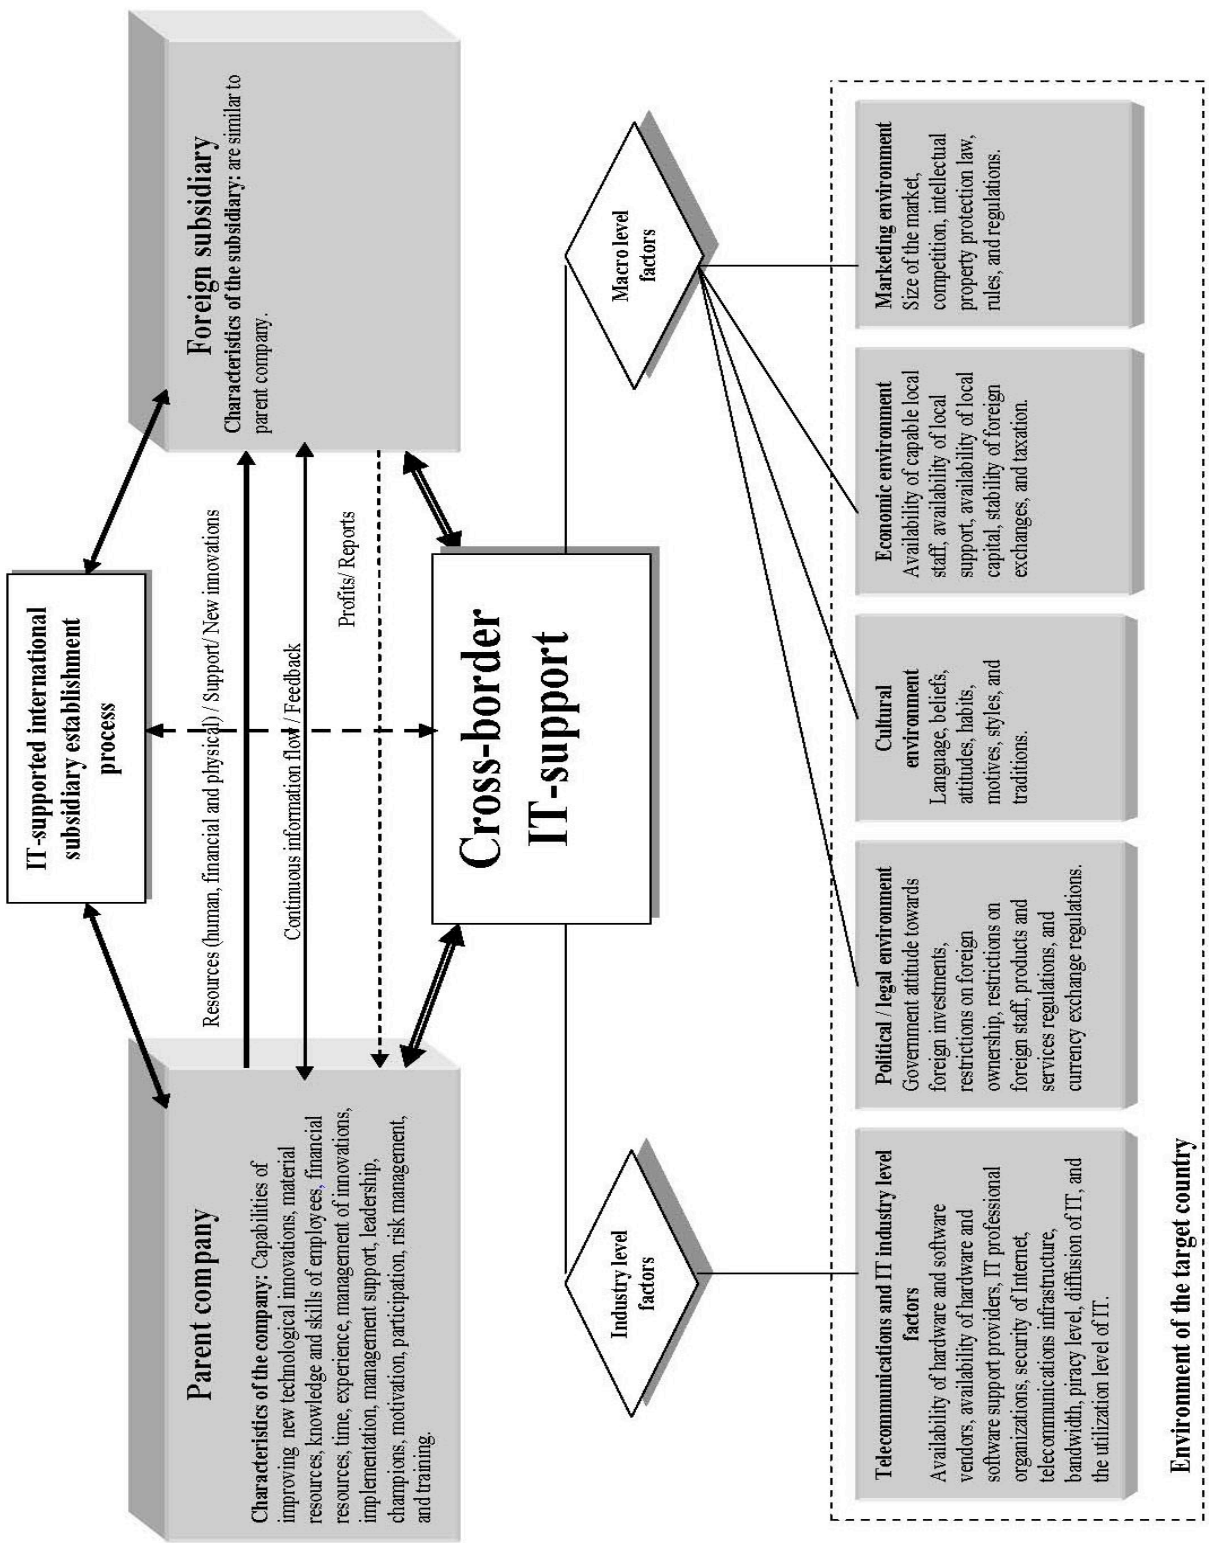 IT-supported international
subsidiary establishment
process
Parent company
Characteristics of the company: Capabilities of
improving new technological innovations, material
resources, knowledge and skills of employees, financial
resources, time, experience, management of innovations,
implementation, management support, leadership,
champions, motivation, participation, risk management,
and training.
Resources (human, financial and physical) / Support/ New innovations
Continuous information flow / Feedback
Profits/ Reports
Foreign subsidiary
Characteristics of the subsidiary: are similar to
parent company.
Cross-border
IT-support
Industry level
factors
Macro level
factors
Telecommunications and IT industry level
factors
Availability of hardware and software
vendors, availability of hardware and
software support providers, IT professional
organizations, security of Internet,
telecommunications infrastructure,
bandwidth, piracy level, diffusion of IT, and
the utilization level of IT.
Political / legal environment
Government attitude towards
foreign investments,
restrictions on foreign
ownership, restrictions on
foreign staff, products and
services regulations, and
currency exchange regulations.
Cultural
environment
Language, beliefs,
attitudes, habits,
motives, styles, and
traditions.
Economic environment
Availability of capable local
staff, availability of local
support, availability of local
capital, stability of foreign
exchanges, and taxation.
Marketing environment
Size of the market,
competition, intellectual
property protection law,
rules, and regulations.
Environment of the target country